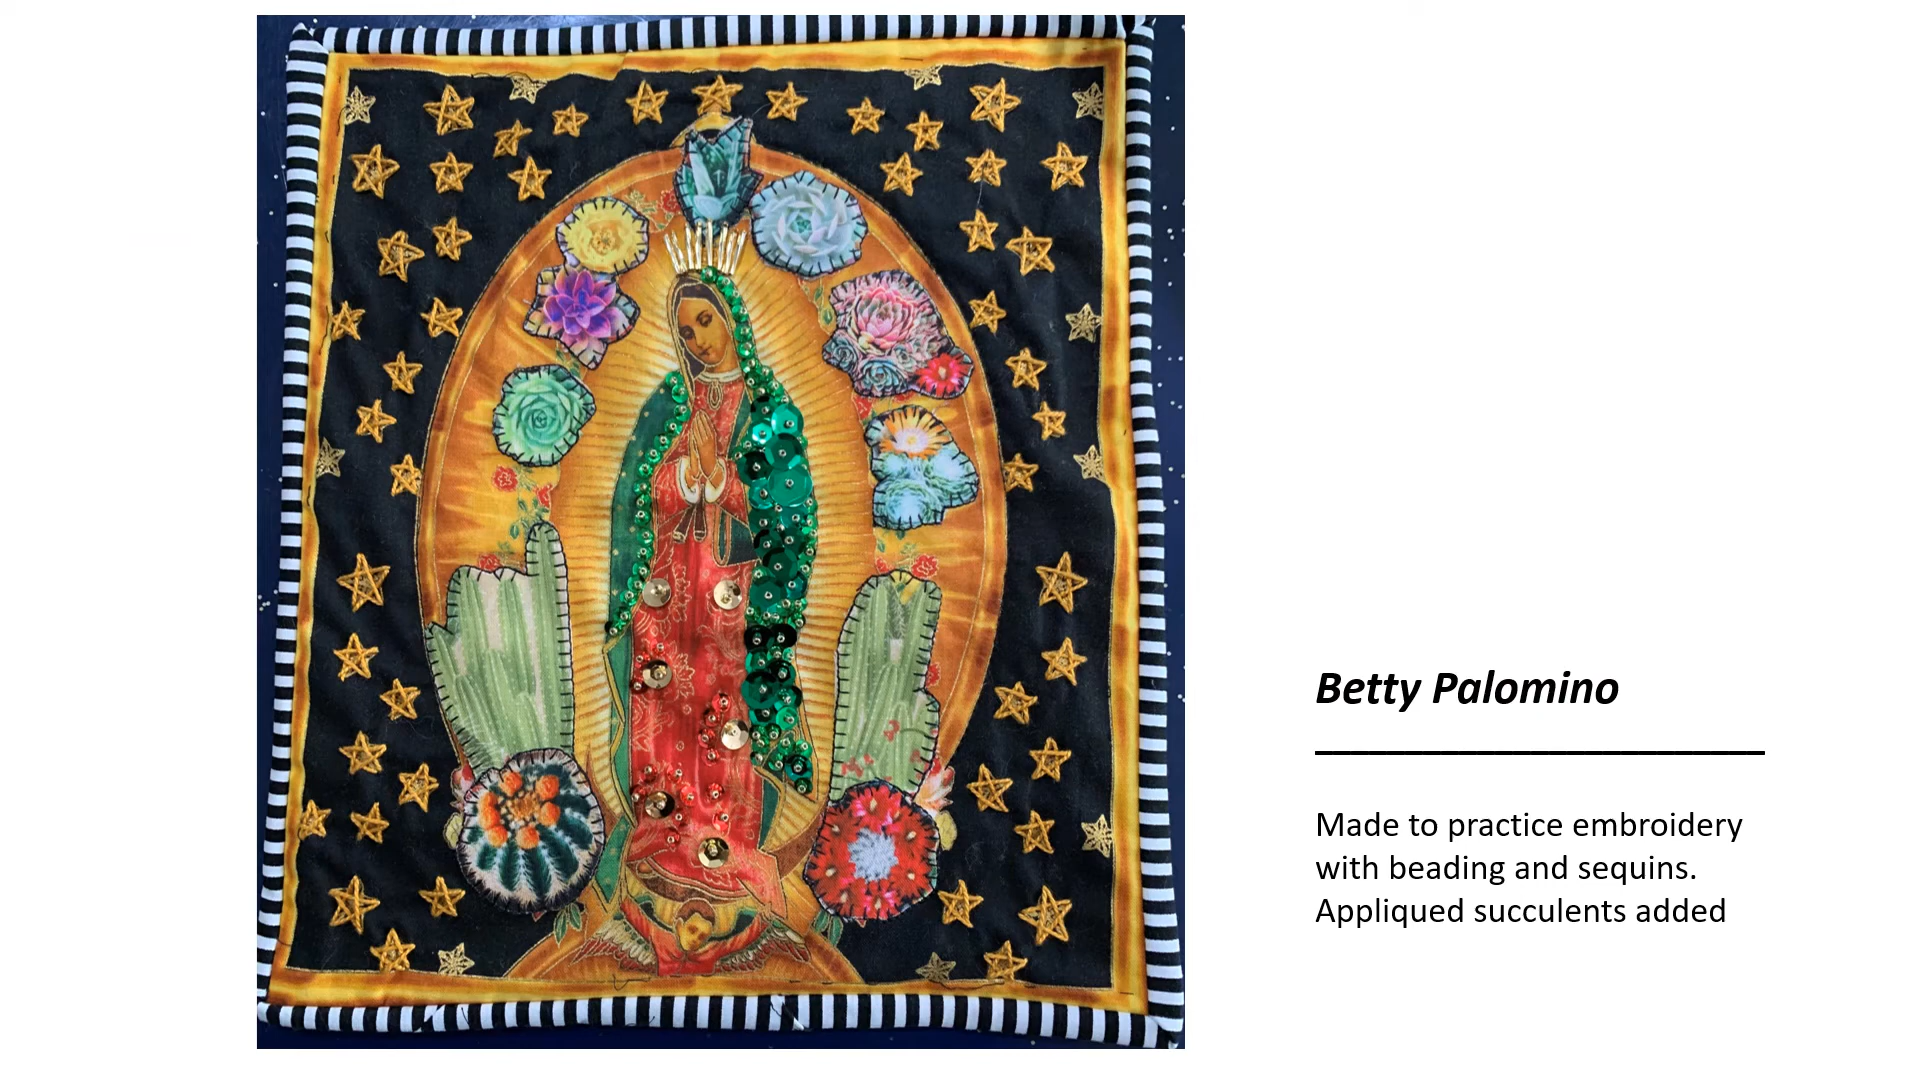 Betty Palomino
Made to practice embroidery
with beading and sequins.
Appliqued succulents added